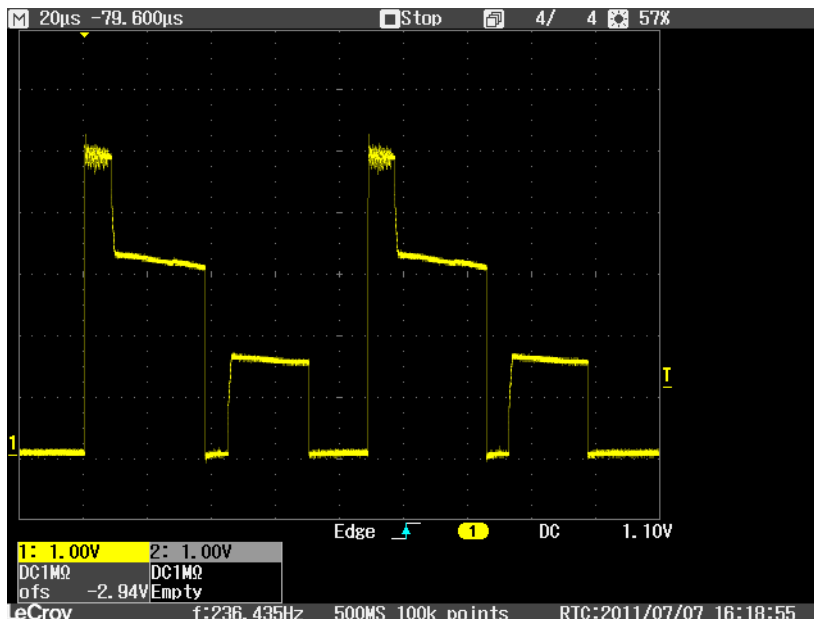 M 20μs -79.600μs Stop 4/ 4 57%
T
1
Edge 1 DC 1.10V
1: 1.00V 2: 1.00V
DC1MΩ DC1MΩ
ofs -2.94V Empty
LeCroy f:236.435Hz 500MS 100k points RTC:2011/07/07 16:18:55